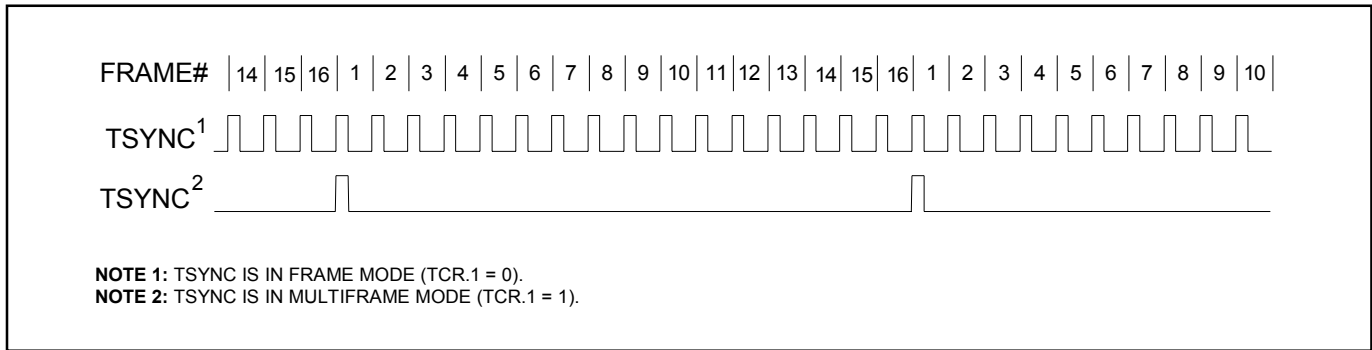 FRAME# 14 15 16 1 2 3 4 5 6 7 8 9 10 11 12 13 14 15 16 1 2 3 4 5 6 7 8 9 10
TSYNC¹
TSYNC²
NOTE 1: TSYNC IS IN FRAME MODE (TCR.1 = 0).
NOTE 2: TSYNC IS IN MULTIFRAME MODE (TCR.1 = 1).